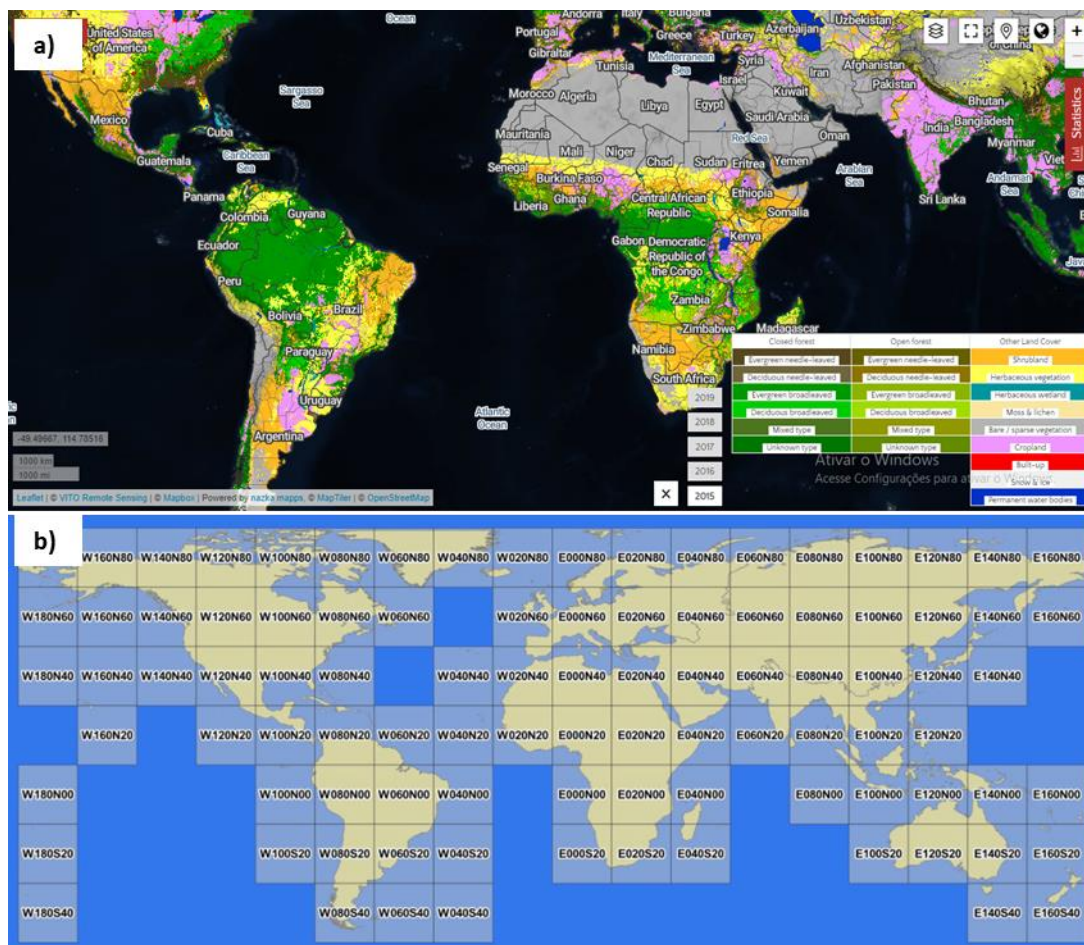 a)
Ocean
Andorra
Italy
Bulgaria
Portugal
Greece
Turkey
Azerbaijan
Uzbekistan
of China
United States
of America
Gibraltar
Tunisia
Mediterranean
Sea
Syria
Iran
Afghanistan
Pakistan
Israel
Kuwait
Sargasso
Sea
Morocco
Algeria
Libya
Egypt
Saudi Arabia
Bhutan
Bangladesh
India
Statistics
Mexico
Cuba
Mauritania
Red Sea
Oman
Myanmar
Guatemala
Caribbean
Sea
Mali
Niger
Chad
Sudan
Eritrea
Yemen
Arabian
Sea
Viet
Senegal
Burkina Faso
Andaman
Sea
Panama
Liberia
Ghana
Central African
Republic
Ethiopia
Somalia
Sri Lanka
Colombia
Guyana
Ecuador
Gabon
Democratic
Republic of
the Congo
Kenya
Java
Peru
Brazil
Bolivia
Zambia
Zimbabwe
Madagascar
Paraguay
Namibia
South Africa
Uruguay
Argentina
Atlantic
Ocean
-49.49667, 114.78516
1000 km
1000 mi
Leaflet | © VITO Remote Sensing | © Mapbox | Powered by nazka mapps, © MapTiler © OpenStreetMap
2019
2018
2017
2016
2015
X
Closed forest Open forest Other Land Cover
Evergreen needle-leaved Evergreen needle-leaved Shrubland
Deciduous needle-leaved Deciduous needle-leaved Herbaceous vegetation
Evergreen broadleaved Evergreen broadleaved Herbaceous wetland
Deciduous broadleaved Deciduous broadleaved Moss & lichen
Mixed type Mixed type Bare / sparse vegetation
Unknown type Unknown type Cropland
Built-up
Snow & Ice
Permanent water bodies
Ativar o Windows
Acesse Configurações para ativar o Windows
b)
W160N80 W140N80 W120N80 W100N80 W080N80 W060N80 W040N80 W020N80 E000N80 E020N80 E040N80 E060N80 E080N80 E100N80 E120N80 E140N80 E160N80
W180N60 W160N60 W140N60 W120N60 W100N60 W080N60 W060N60 W020N60 E000N60 E020N60 E040N60 E060N60 E080N60 E100N60 E120N60 E140N60 E160N60
W180N40 W160N40 W140N40 W120N40 W100N40 W080N40 W040N40 W020N40 E000N40 E020N40 E040N40 E060N40 E080N40 E100N40 E120N40 E140N40
W160N20 W120N20 W100N20 W080N20 W060N20 W040N20 W020N20 E000N20 E020N20 E040N20 E060N20 E080N20 E100N20 E120N20
W180N00 W100N00 W080N00 W060N00 W040N00 E000N00 E020N00 E040N00 E080N00 E100N00 E120N00 E140N00 E160N00
W180S20 W100S20 W080S20 W060S20 W040S20 E000S20 E020S20 E040S20 E100S20 E120S20 E140S20 E160S20
W180S40 W080S40 W060S40 W040S40 E140S40 E160S40